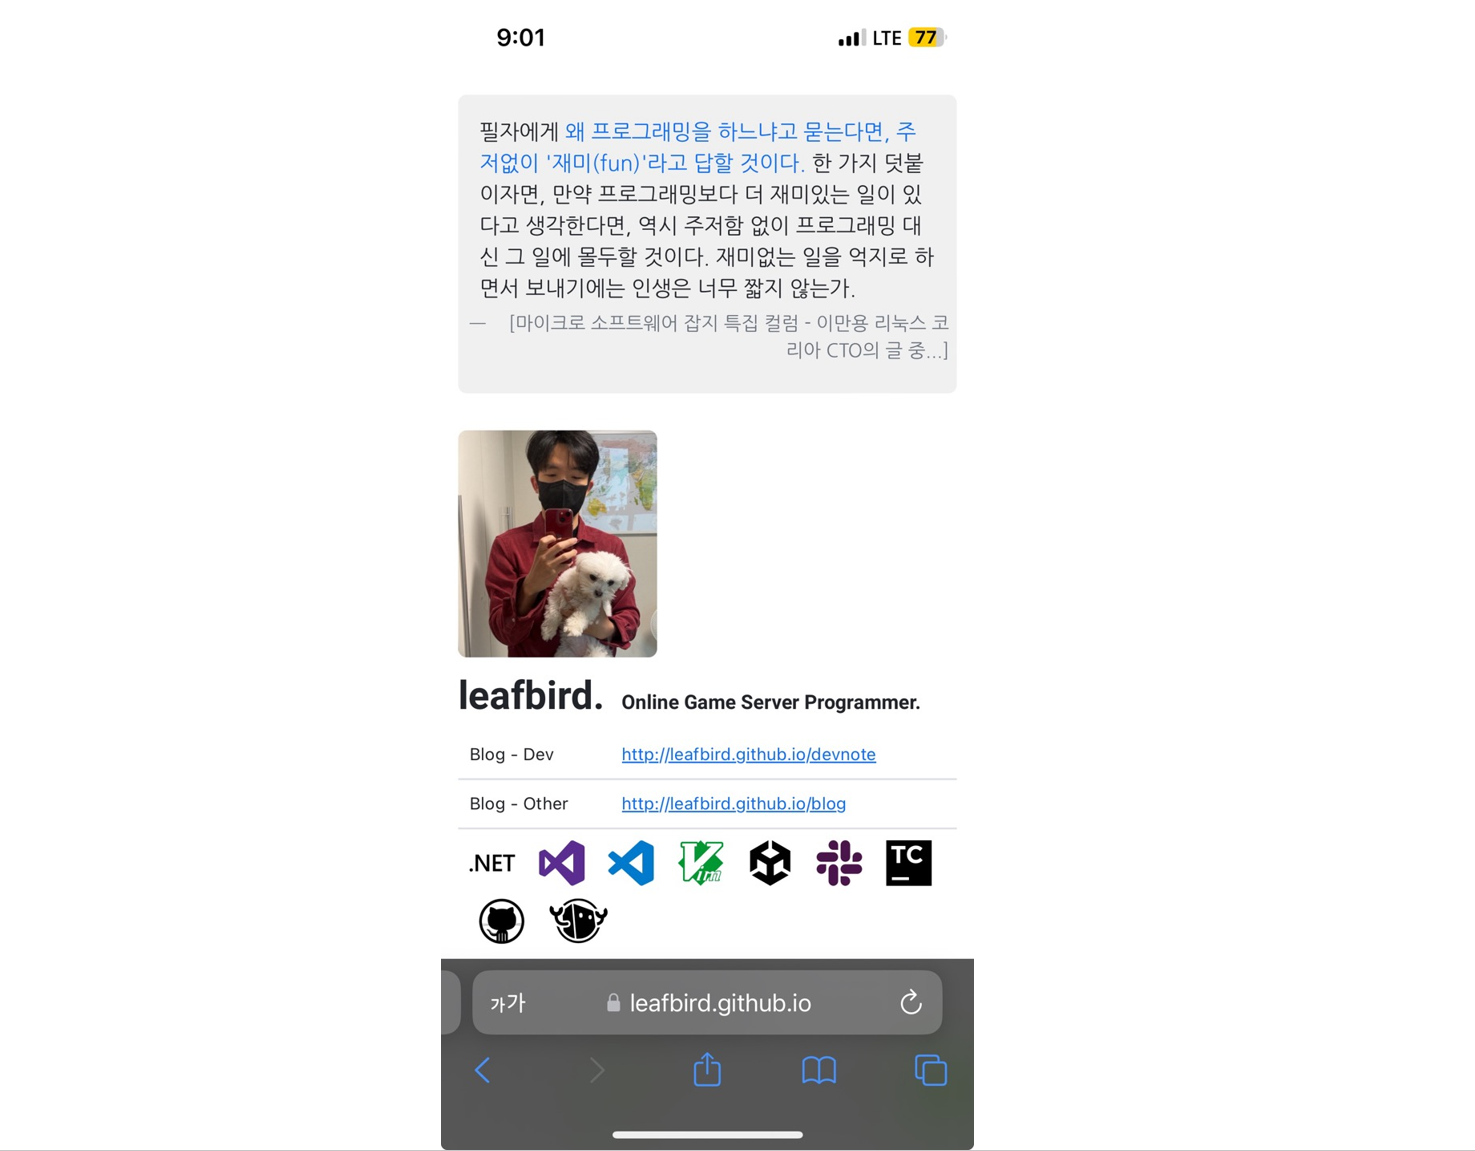 9:01
LTE 77
필자에게 왜 프로그래밍을 하느냐고 묻는다면, 주
저없이 '재미(fun)'라고 답할 것이다. 한 가지 덧붙
이자면, 만약 프로그래밍보다 더 재미있는 일이 있
다고 생각한다면, 역시 주저함 없이 프로그래밍 대
신 그 일에 몰두할 것이다. 재미없는 일을 억지로 하
면서 보내기에는 인생은 너무 짧지 않는가.
— [마이크로 소프트웨어 잡지 특집 컬럼 - 이만용 리눅스 코
리아 CTO의 글 중...]
leafbird. Online Game Server Programmer.
Blog - Dev http://leafbird.github.io/devnote
Blog - Other http://leafbird.github.io/blog
.NET Vim TC
가가 leafbird.github.io